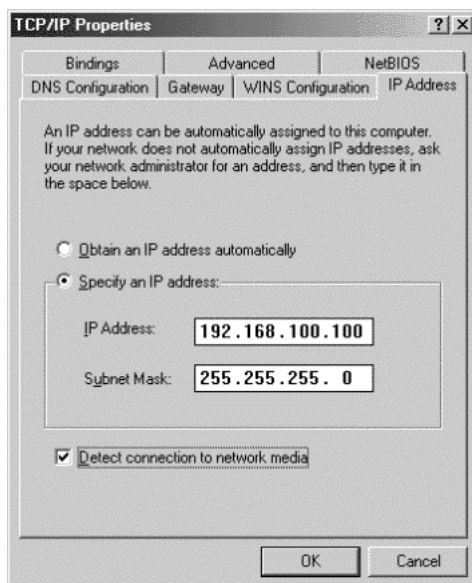 TCP/IP Properties
? ×
Bindings Advanced NetBIOS
DNS Configuration Gateway WINS Configuration IP Address
An IP address can be automatically assigned to this computer.
If your network does not automatically assign IP addresses, ask
your network administrator for an address, and then type it in
the space below.
Obtain an IP address automatically
Specify an IP address:
IP Address: 192.168.100.100
Subnet Mask: 255.255.255. 0
Detect connection to network media
OK Cancel